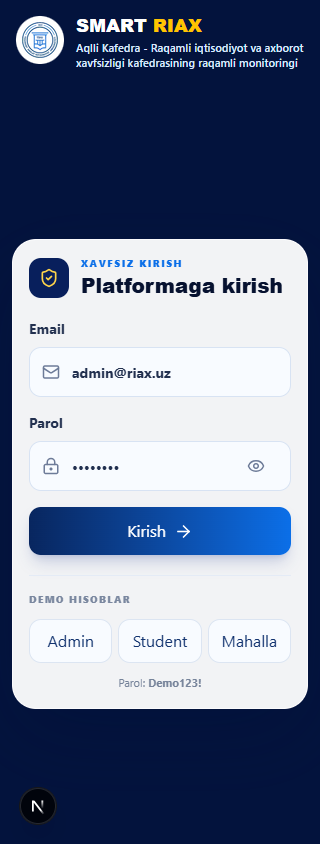 SMART RIAX
Aqlli Kafedra - Raqamli iqtisodiyot va axborot
xavfsizligi kafedrasining raqamli monitoringi
XAVFSIZ KIRISH
Platformaga kirish
Email
admin@riax.uz
Parol
••••••••
Kirish →
DEMO HISOBLAR
Admin Student Mahalla
Parol: Demo123!
N